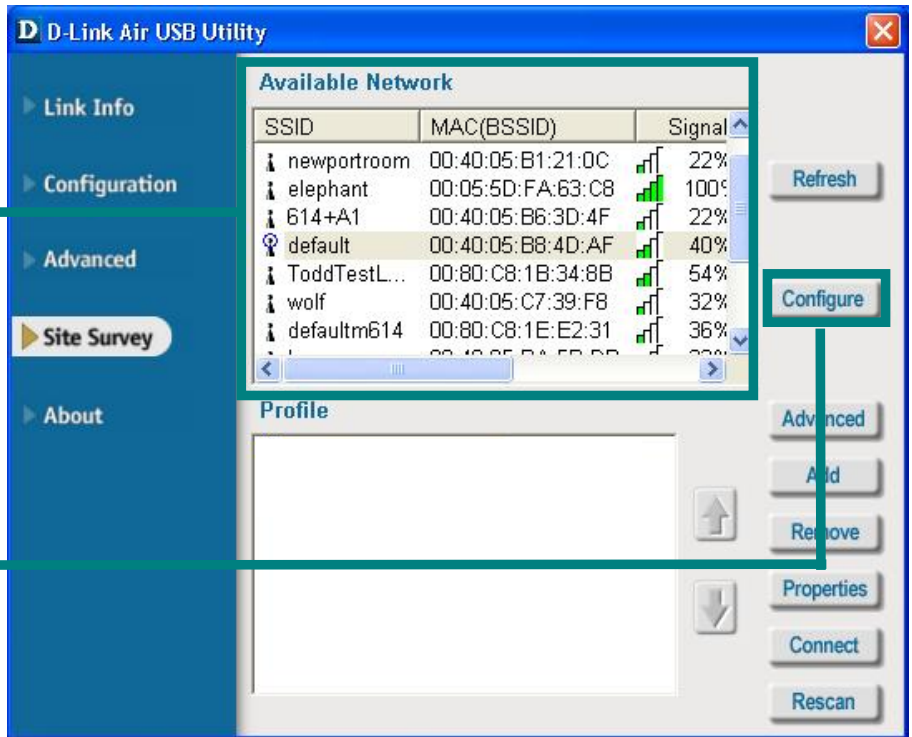 D-Link Air USB Utility
Link Info
Configuration
Advanced
Site Survey
About
Available Network
SSID MAC(BSSID) Signal
newportroom 00:40:05:B1:21:0C 22%
elephant 00:05:5D:FA:63:C8 100%
614+A1 00:40:05:B6:3D:4F 22%
default 00:40:05:B8:4D:AF 40%
ToddTestL... 00:80:C8:1B:34:8B 54%
wolf 00:40:05:C7:39:F8 32%
defaultm614 00:80:C8:1E:E2:31 36%
Profile
Refresh
Configure
Advanced
Add
Remove
Properties
Connect
Rescan